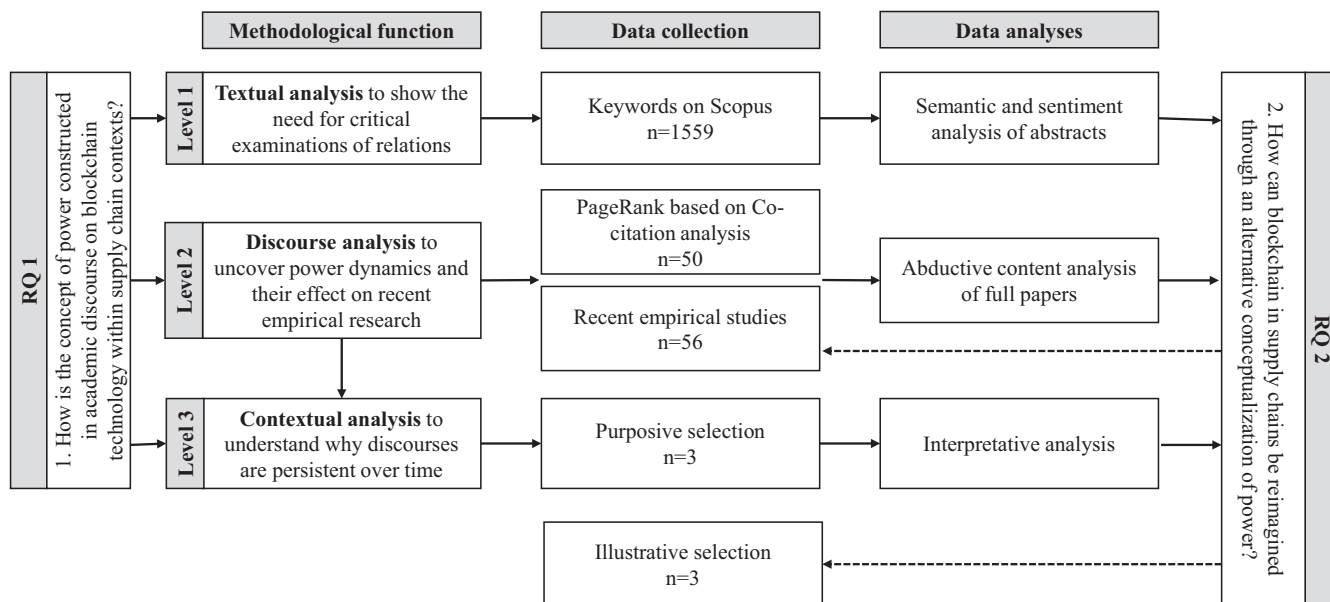 Methodological function
Data collection
Data analyses
RQ 1
1. How is the concept of power constructed
in academic discourse on blockchain
technology within supply chain contexts?
Level 1
Textual analysis to show the
need for critical
examinations of relations
Keywords on Scopus
n=1559
Semantic and sentiment
analysis of abstracts
Level 2
Discourse analysis to
uncover power dynamics and
their effect on recent
empirical research
PageRank based on Co-
citation analysis
n=50
Recent empirical studies
n=56
Abductive content analysis
of full papers
Level 3
Contextual analysis to
understand why discourses
are persistent over time
Purposive selection
n=3
Interpretative analysis
Illustrative selection
n=3
2. How can blockchain in supply chains be reimagined
through an alternative conceptualization of power?
RQ 2